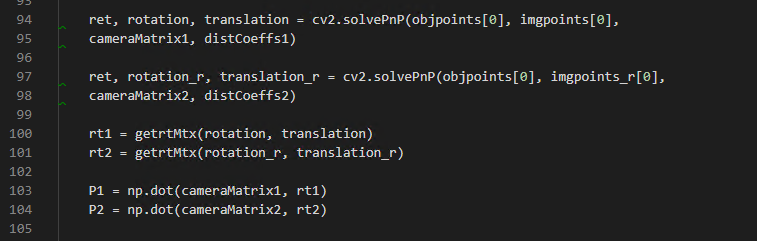 93
94 ret, rotation, translation = cv2.solvePnP(objpoints[0], imgpoints[0],
95 cameraMatrix1, distCoeffs1)
96
97 ret, rotation_r, translation_r = cv2.solvePnP(objpoints[0], imgpoints_r[0],
98 cameraMatrix2, distCoeffs2)
99
100 rt1 = getrtMtx(rotation, translation)
101 rt2 = getrtMtx(rotation_r, translation_r)
102
103 P1 = np.dot(cameraMatrix1, rt1)
104 P2 = np.dot(cameraMatrix2, rt2)
105